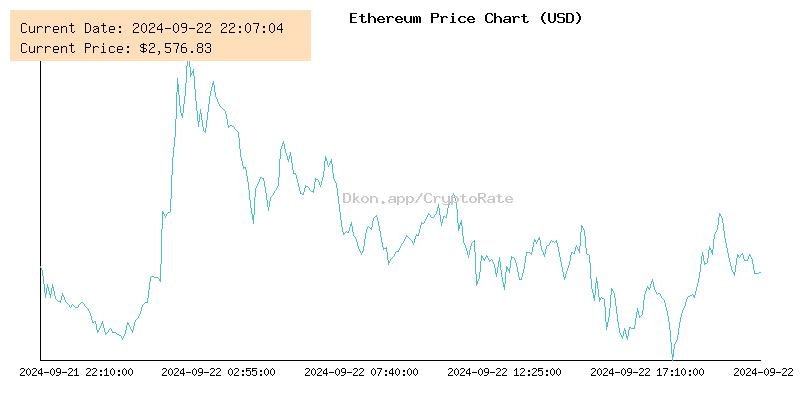 Ethereum Price Chart (USD)
Current Date: 2024-09-22 22:07:04
Current Price: $2,576.83
Dkon.app/CryptoRate
2024-09-21 22:10:00 2024-09-22 02:55:00 2024-09-22 07:40:00 2024-09-22 12:25:00 2024-09-22 17:10:00 2024-09-22